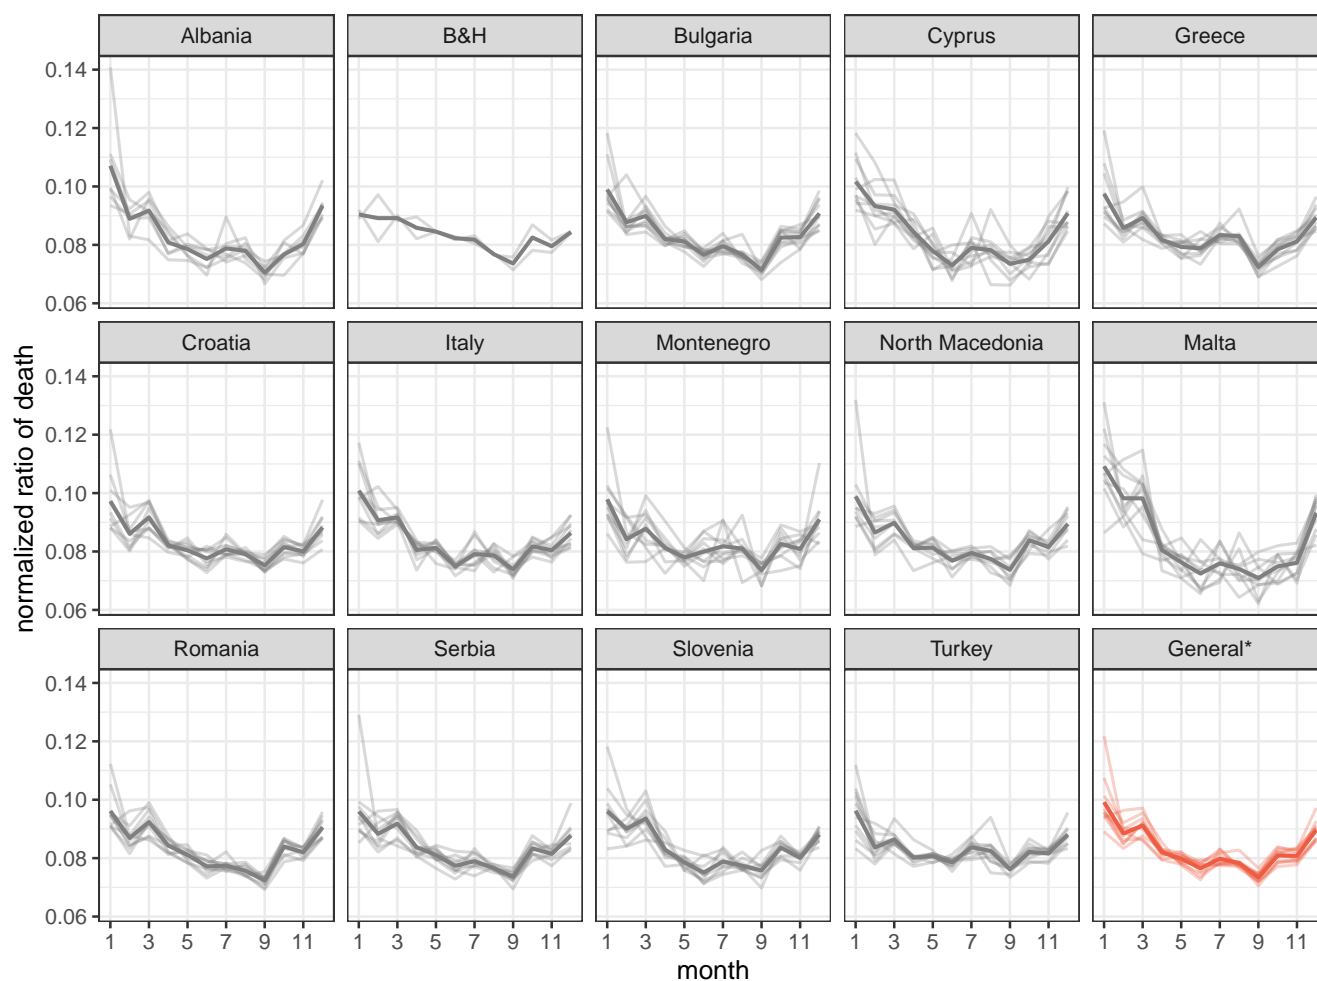 Albania B&H Bulgaria Cyprus Greece
0.14
0.12
0.10
0.08
0.06
Croatia Italy Montenegro North Macedonia Malta
0.14
0.12
0.10
0.08
0.06
normalized ratio of death
Romania Serbia Slovenia Turkey General*
0.14
0.12
0.10
0.08
0.06
1 3 5 7 9 11 1 3 5 7 9 11 1 3 5 7 9 11 1 3 5 7 9 11 1 3 5 7 9 11
month